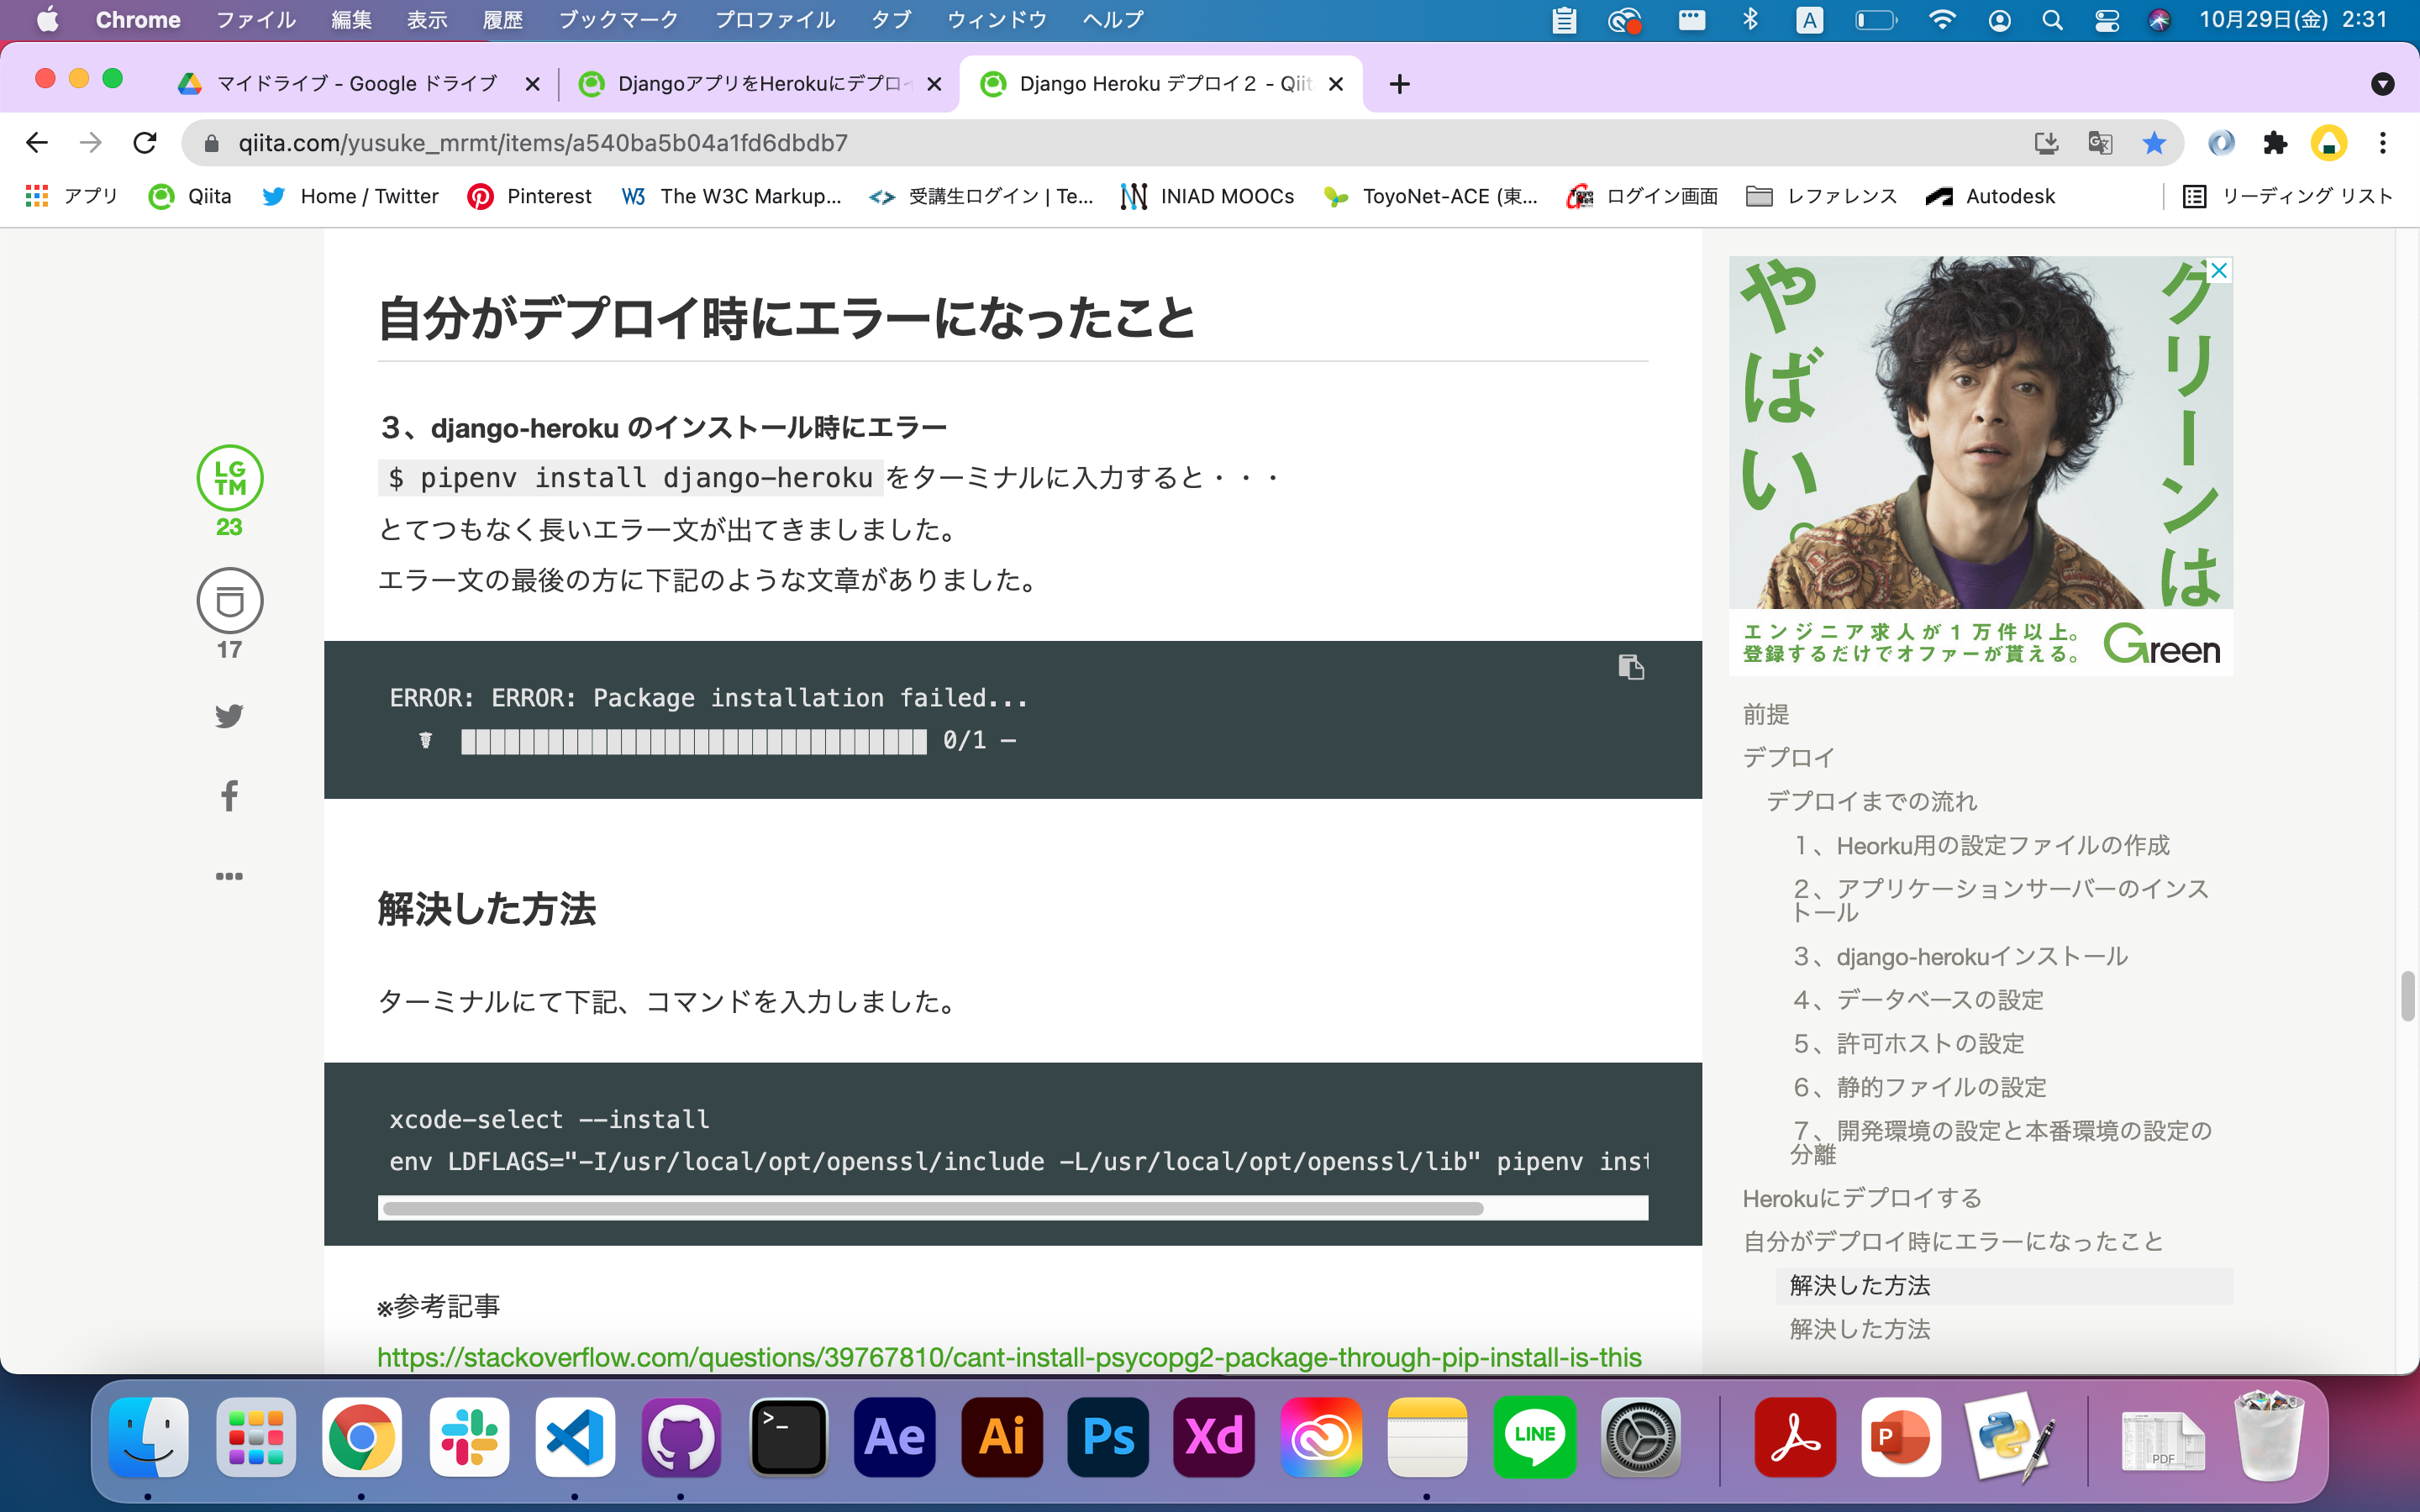 Chrome ファイル 編集 表示 履歴 ブックマーク プロファイル タブ ウィンドウ ヘルプ A 10月29日(金) 2:31
マイドライブ - Google ドライブ DjangoアプリをHerokuにデプロイ Django Heroku デプロイ２ - Qiit
qiita.com/yusuke_mrmt/items/a540ba5b04a1fd6dbdb7
アプリ Qiita Home / Twitter Pinterest W3 The W3C Markup... 受講生ログイン | Te... INIAD MOOCs ToyoNet-ACE (東... ログイン画面 レファレンス Autodesk リーディング リスト
自分がデプロイ時にエラーになったこと
３、django-heroku のインストール時にエラー
$ pipenv install django-heroku をターミナルに入力すると・・・
とてつもなく長いエラー文が出てきましました。
エラー文の最後の方に下記のような文章がありました。
LG
TM
23
17
ERROR: ERROR: Package installation failed...
☤ ▉▉▉▉▉▉▉▉▉▉▉▉▉▉▉▉▉▉▉▉▉▉▉▉▉▉▉▉▉▉▉▉ 0/1 —
解決した方法
ターミナルにて下記、コマンドを入力しました。
xcode-select --install
env LDFLAGS="-I/usr/local/opt/openssl/include -L/usr/local/opt/openssl/lib" pipenv inst
※参考記事
https://stackoverflow.com/questions/39767810/cant-install-psycopg2-package-through-pip-install-is-this
グリーンは
やばい。
エンジニア求人が１万件以上。
登録するだけでオファーが貰える。
Green
前提
デプロイ
デプロイまでの流れ
１、Heorku用の設定ファイルの作成
２、アプリケーションサーバーのインス
トール
３、django-herokuインストール
４、データベースの設定
５、許可ホストの設定
６、静的ファイルの設定
７、開発環境の設定と本番環境の設定の
分離
Herokuにデプロイする
自分がデプロイ時にエラーになったこと
解決した方法
解決した方法
>_ Ae Ai Ps Xd LINE P PDF